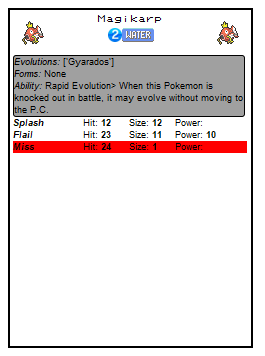 Magikarp
2 WATER
Evolutions: ['Gyarados']
Forms: None
Ability: Rapid Evolution> When this Pokemon is
knocked out in battle, it may evolve without moving to
the P.C.
Splash Hit: 12 Size: 12 Power:
Flail Hit: 23 Size: 11 Power: 10
Miss Hit: 24 Size: 1 Power: